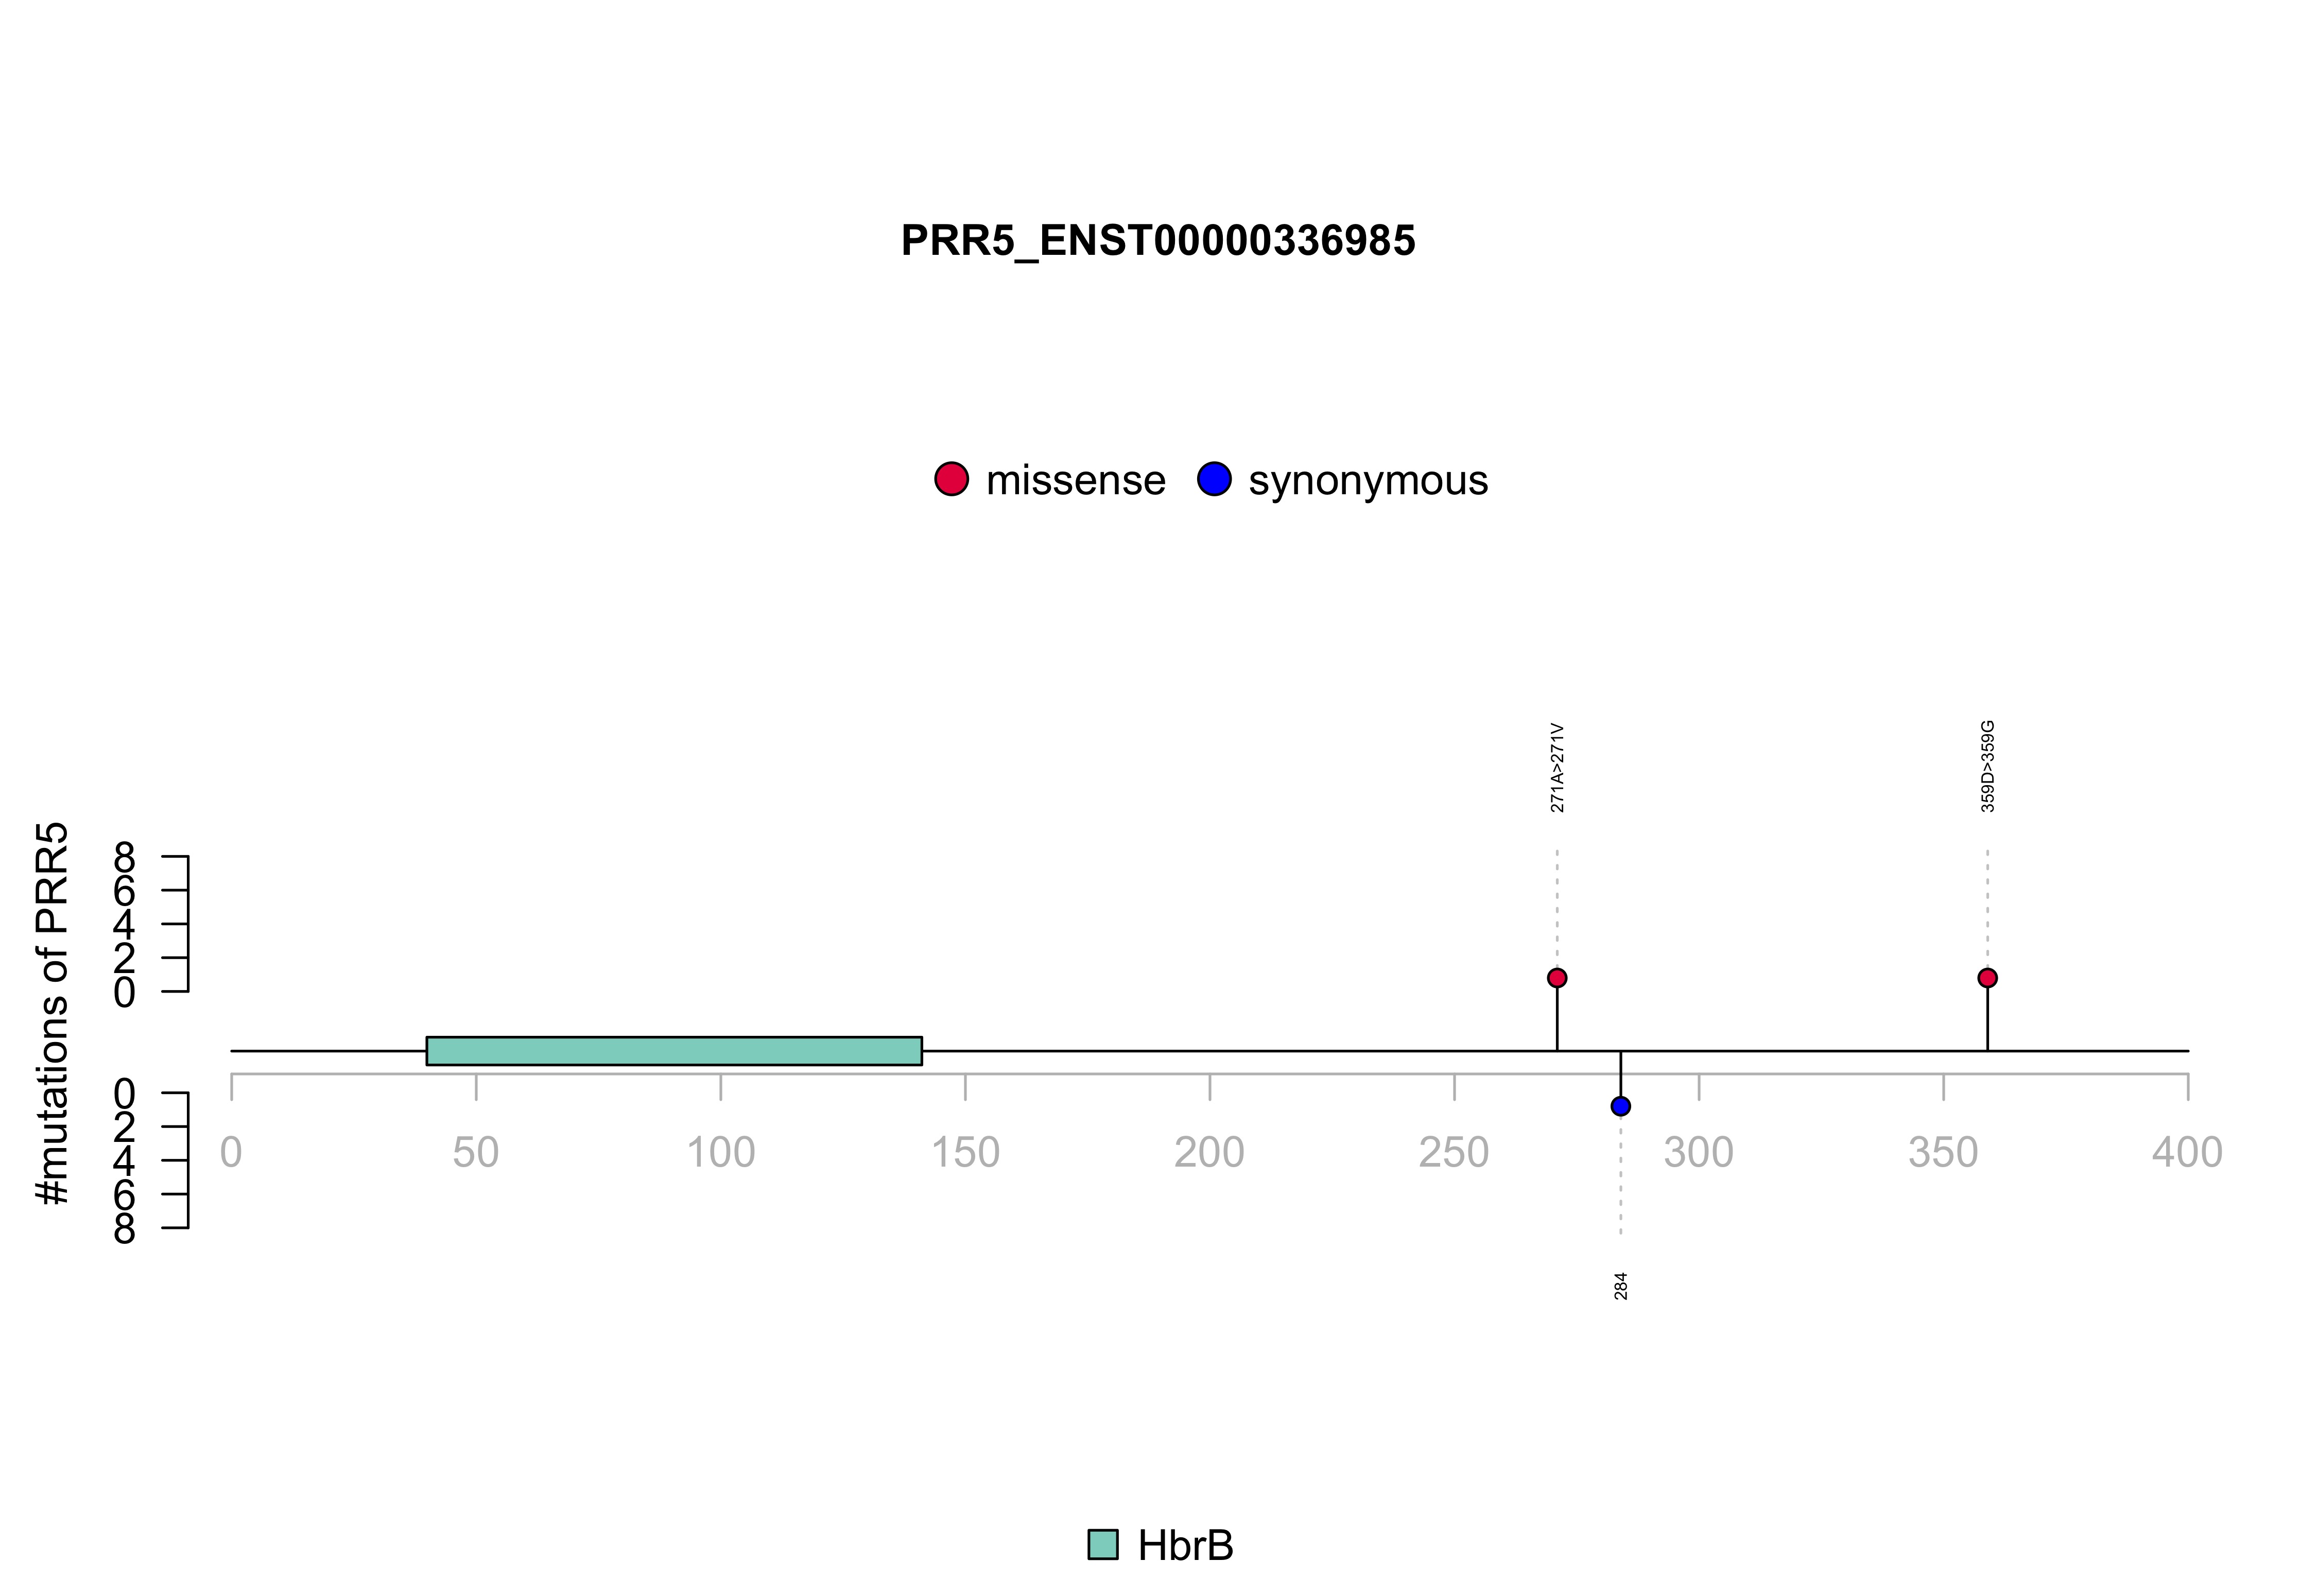 PRR5_ENST00000336985
missense synonymous
271A>271V
359D>359G
#mutations of PRR5
8
6
4
2
0
0
2
4
6
8
0 50 100 150 200 250 300 350 400
284
HbrB